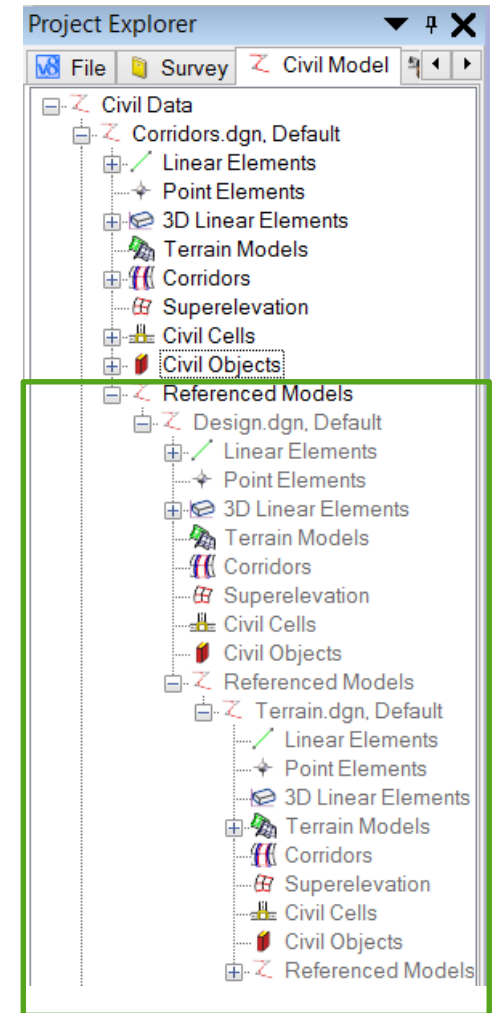 Project Explorer
V8 File Survey Civil Model
Civil Data
Corridors.dgn, Default
Linear Elements
Point Elements
3D Linear Elements
Terrain Models
Corridors
Superelevation
Civil Cells
Civil Objects
Referenced Models
Design.dgn, Default
Linear Elements
Point Elements
3D Linear Elements
Terrain Models
Corridors
Superelevation
Civil Cells
Civil Objects
Referenced Models
Terrain.dgn, Default
Linear Elements
Point Elements
3D Linear Elements
Terrain Models
Corridors
Superelevation
Civil Cells
Civil Objects
Referenced Models